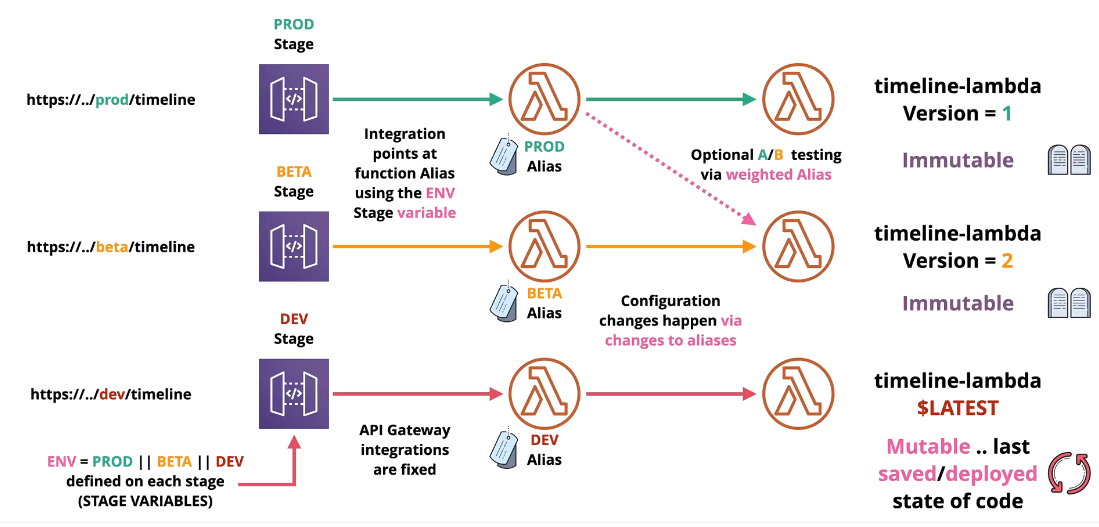 PROD
Stage
https://../prod/timeline
</>
timeline-lambda
Version = 1
Immutable
PROD
Alias
Integration
points at
function Alias
using the ENV
Stage variable
Optional A/B testing
via weighted Alias
BETA
Stage
https://../beta/timeline
</>
timeline-lambda
Version = 2
Immutable
BETA
Alias
Configuration
changes happen via
changes to aliases
DEV
Stage
https://../dev/timeline
</>
timeline-lambda
$LATEST
API Gateway
integrations
are fixed
DEV
Alias
Mutable .. last
saved/deployed
state of code
ENV = PROD || BETA || DEV
defined on each stage
(STAGE VARIABLES)